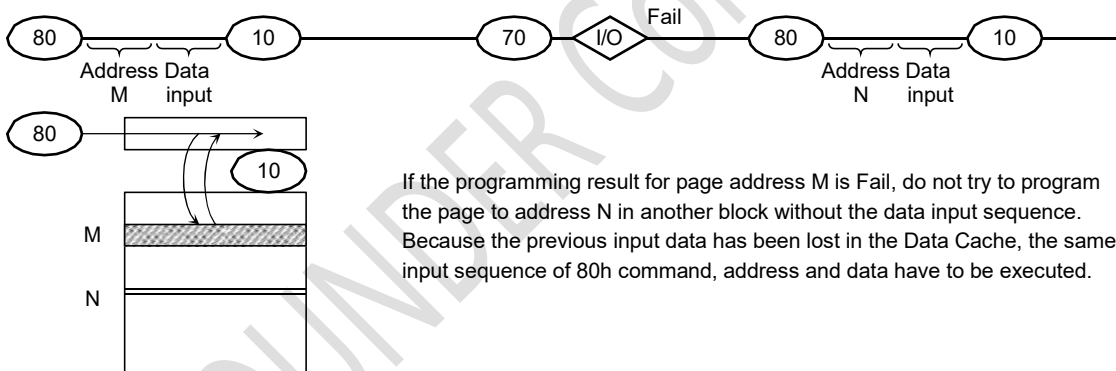 80 10 70 I/O Fail 80 10
Address Data Address Data
M input N input
80
10
If the programming result for page address M is Fail, do not try to program
the page to address N in another block without the data input sequence.
M
Because the previous input data has been lost in the Data Cache, the same
input sequence of 80h command, address and data have to be executed.
N